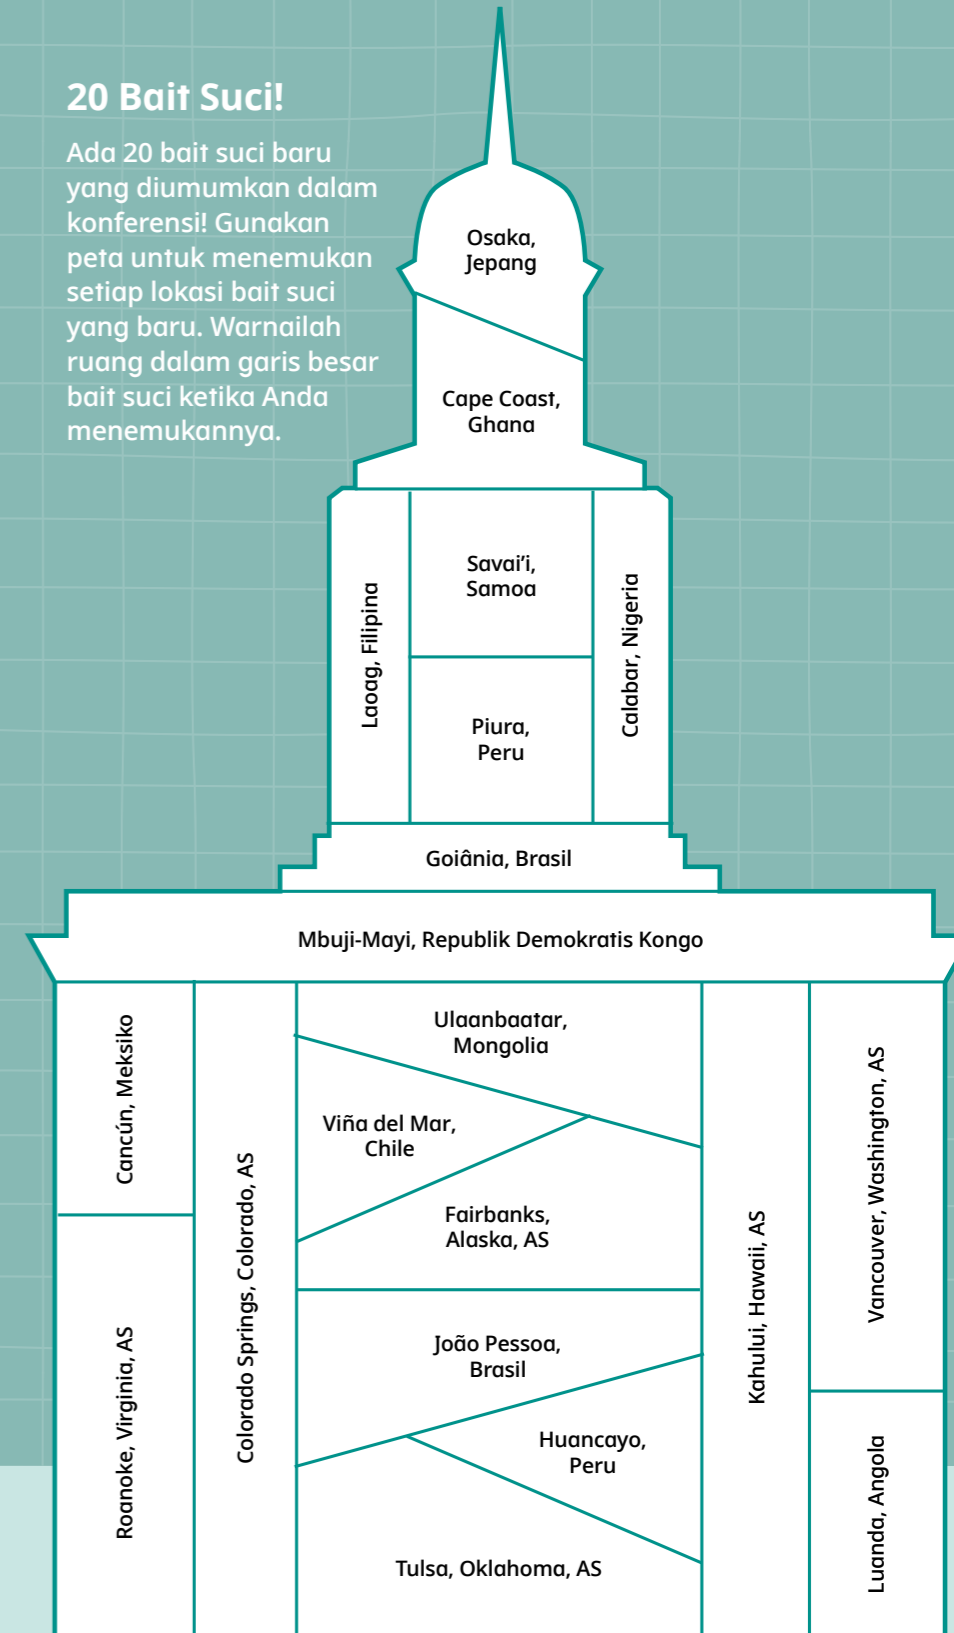 20 Bait Suci!
Ada 20 bait suci baru
yang diumumkan dalam
konferensi! Gunakan
peta untuk menemukan
setiap lokasi bait suci
yang baru. Warnailah
ruang dalam garis besar
bait suci ketika Anda
menemukannya.
Osaka,
Jepang
Cape Coast,
Ghana
Laoag, Filipina
Savai’i,
Samoa
Calabar, Nigeria
Piura,
Peru
Goiânia, Brasil
Mbuji-Mayi, Republik Demokratis Kongo
Cancún, Meksiko
Roanoke, Virginia, AS
Colorado Springs, Colorado, AS
Ulaanbaatar,
Mongolia
Viña del Mar,
Chile
Fairbanks,
Alaska, AS
João Pessoa,
Brasil
Huancayo,
Peru
Tulsa, Oklahoma, AS
Kahului, Hawaii, AS
Vancouver, Washington, AS
Luanda, Angola